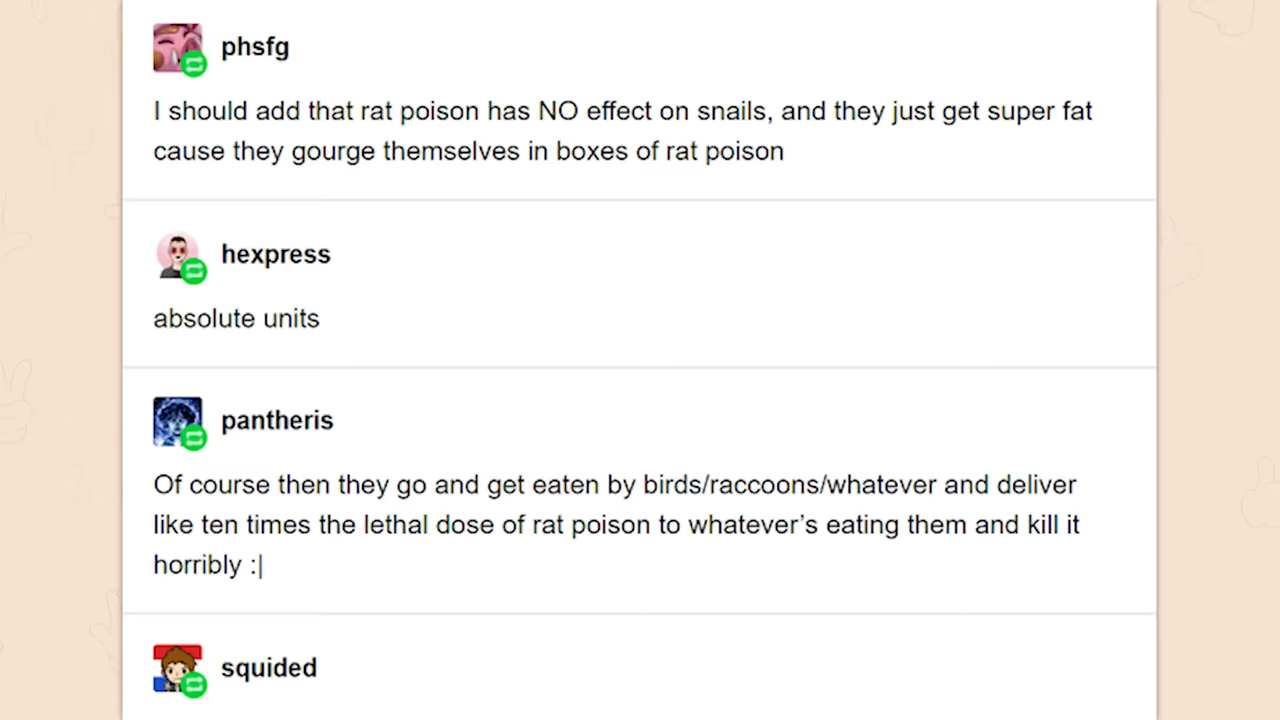 phsfg
I should add that rat poison has NO effect on snails, and they just get super fat
cause they gourge themselves in boxes of rat poison
hexpress
absolute units
pantheris
Of course then they go and get eaten by birds/raccoons/whatever and deliver
like ten times the lethal dose of rat poison to whatever’s eating them and kill it
horribly :|
squided